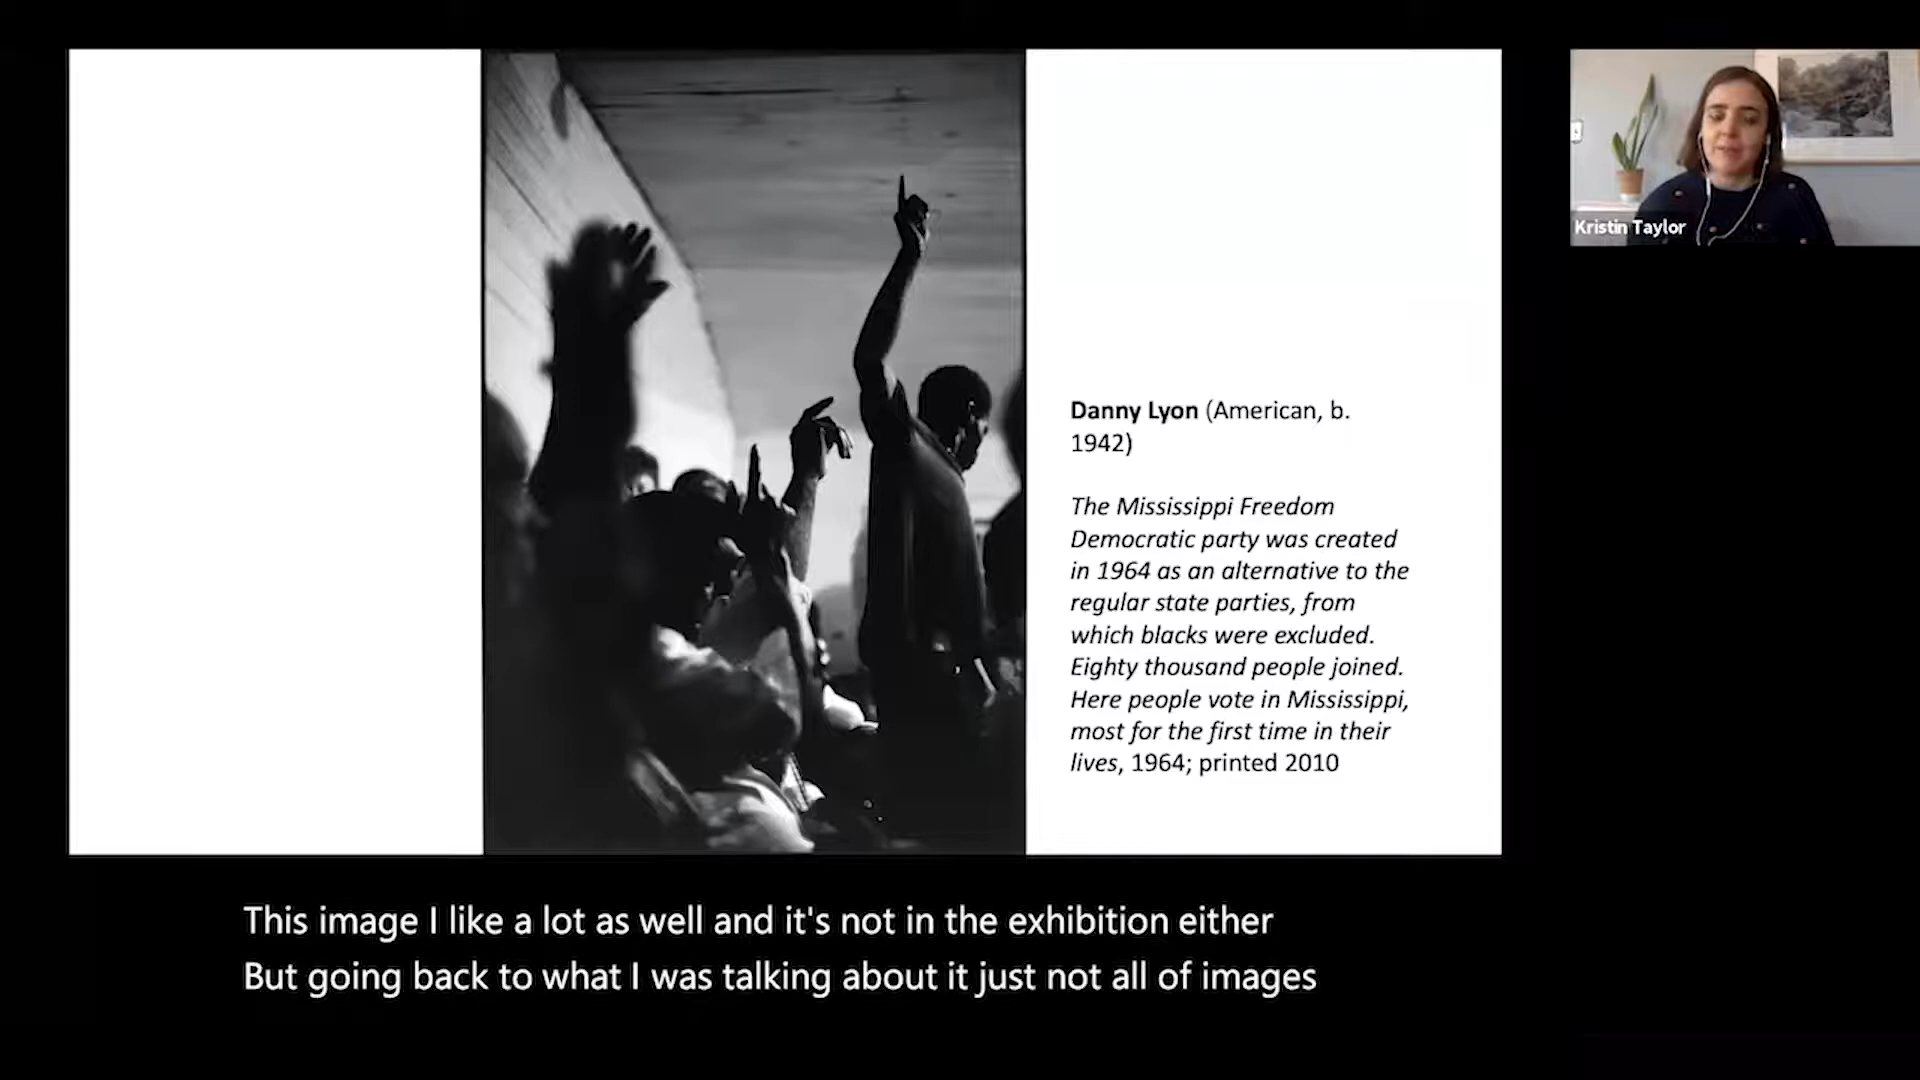 Kristin Taylor
Danny Lyon (American, b.
1942)
The Mississippi Freedom
Democratic party was created
in 1964 as an alternative to the
regular state parties, from
which blacks were excluded.
Eighty thousand people joined.
Here people vote in Mississippi,
most for the first time in their
lives, 1964; printed 2010
This image I like a lot as well and it's not in the exhibition either
But going back to what I was talking about it just not all of images